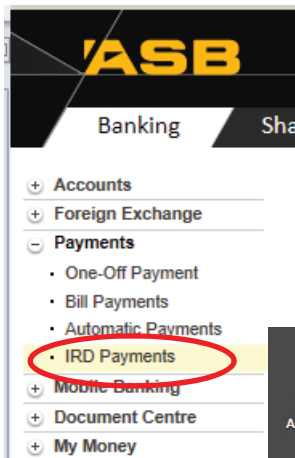 ASB
Banking Sha
Accounts
Foreign Exchange
Payments
One-Off Payment
Bill Payments
Automatic Payments
IRD Payments
Mobile Banking
A
Document Centre
My Money